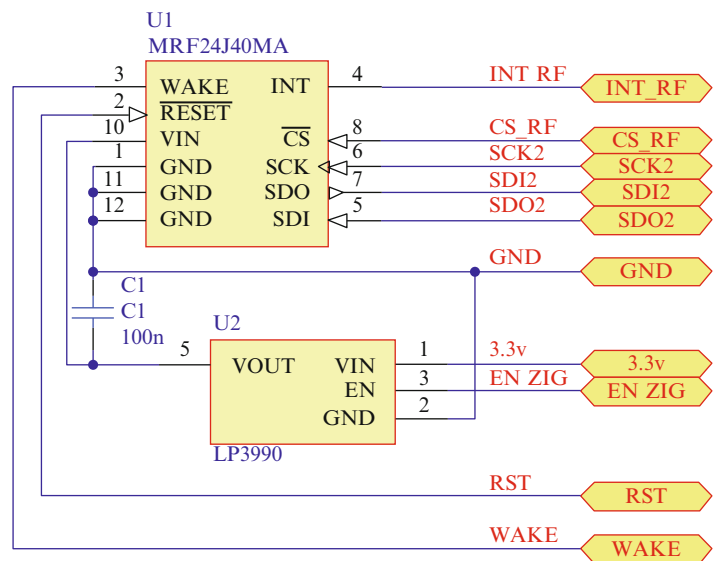 U1
MRF24J40MA
3 WAKE INT 4 INT RF INT_RF
2 RESET
10 VIN CS 8 CS_RF CS_RF
1 GND SCK 6 SCK2 SCK2
11 GND SDO 7 SDI2 SDI2
12 GND SDI 5 SDO2 SDO2
GND GND
C1
C1
100n
U2
5 VOUT VIN 1 3.3v 3.3v
EN 3 EN ZIG EN ZIG
GND 2
LP3990
RST RST
WAKE WAKE